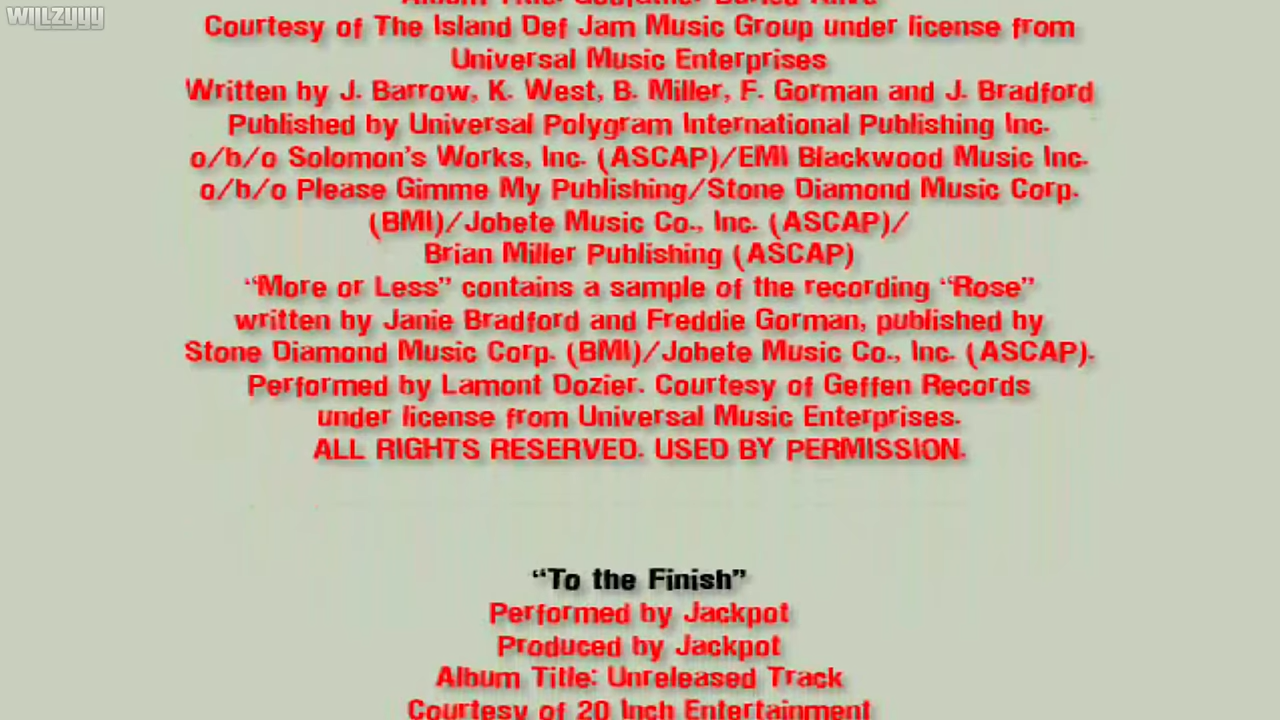 WILZYYY
Courtesy of The Island Def Jam Music Group under license from
Universal Music Enterprises
Written by J. Barrow, K. West, B. Miller, F. Gorman and J. Bradford
Published by Universal Polygram International Publishing Inc.
o/b/o Solomon's Works, Inc. (ASCAP)/EMI Blackwood Music Inc.
o/b/o Please Gimme My Publishing/Stone Diamond Music Corp.
(BMI)/Jobete Music Co., Inc. (ASCAP)/
Brian Miller Publishing (ASCAP)
“More or Less” contains a sample of the recording “Rose”
written by Janie Bradford and Freddie Gorman, published by
Stone Diamond Music Corp. (BMI)/Jobete Music Co., Inc. (ASCAP).
Performed by Lamont Dozier. Courtesy of Geffen Records
under license from Universal Music Enterprises.
ALL RIGHTS RESERVED. USED BY PERMISSION.
“To the Finish”
Performed by Jackpot
Produced by Jackpot
Album Title: Unreleased Track
Courtesy of 20 Inch Entertainment